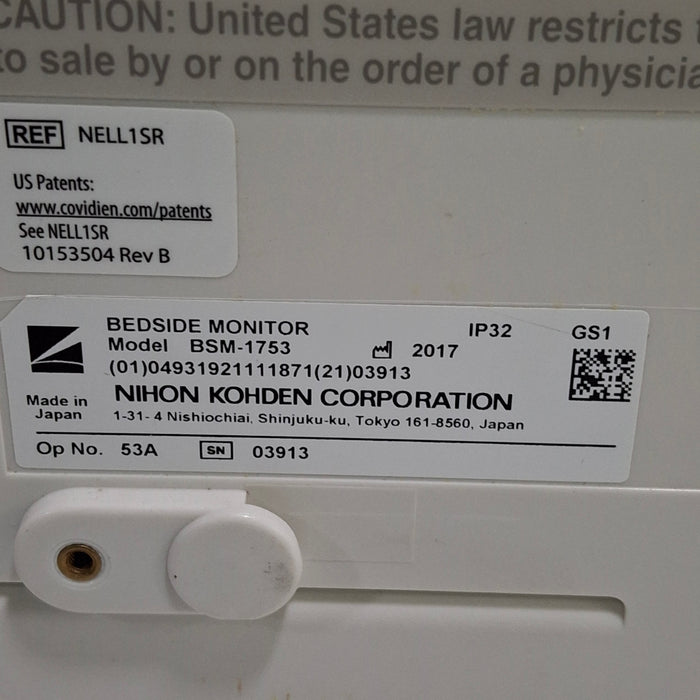 CAUTION: United States law restricts
to sale by or on the order of a
REF NELL1SR
US Patents:
www.covidien.com/patents
See NELL1SR
10153504 Rev B
BEDSIDE MONITOR
IP32
GS1
Model BSM-1753
2017
(01)04931921111871(21)03913
Made in
Japan
NIHON KOHDEN CORPORATION
1-31- 4 Nishiochiai, Shinjuku-ku, Tokyo 161-8560, Japan
Op No. 53A
SN 03913